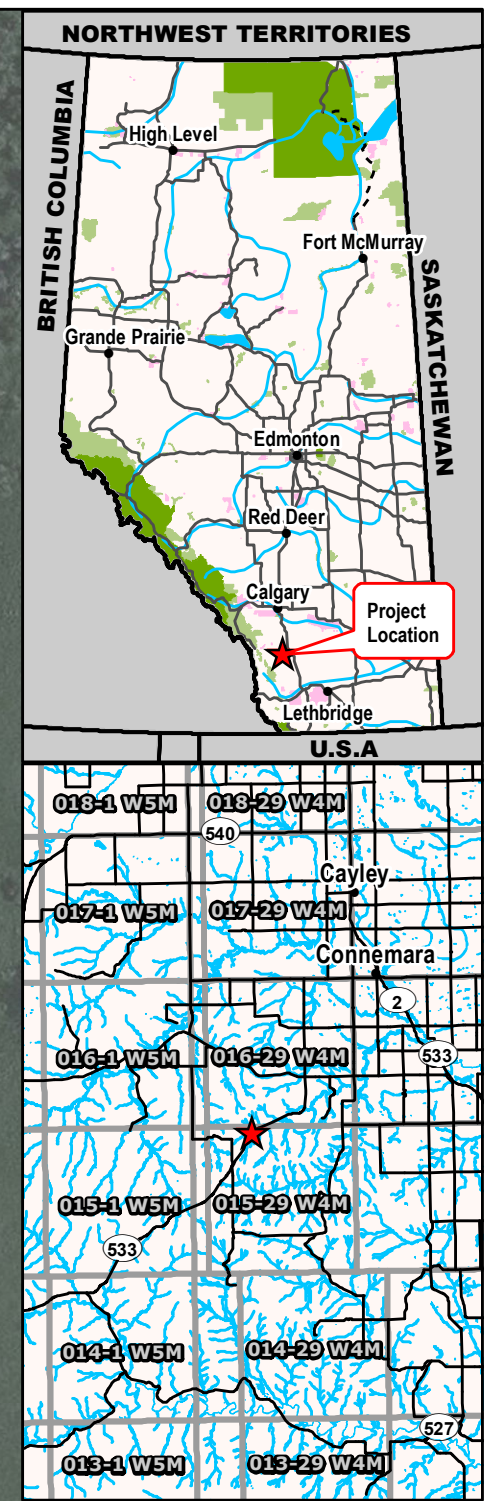 NORTHWEST TERRITORIES
BRITISH COLUMBIA
High Level
Fort McMurray
SASKATCHEWAN
Grande Prairie
Edmonton
Red Deer
Calgary
Project
Location
Lethbridge
U.S.A
018-1 W5M
018-29 W4M
540
Cayley
017-1 W5M
017-29 W4M
Connemara
2
016-1 W5M
016-29 W4M
533
015-1 W5M
015-29 W4M
533
014-1 W5M
014-29 W4M
527
013-1 W5M
013-29 W4M